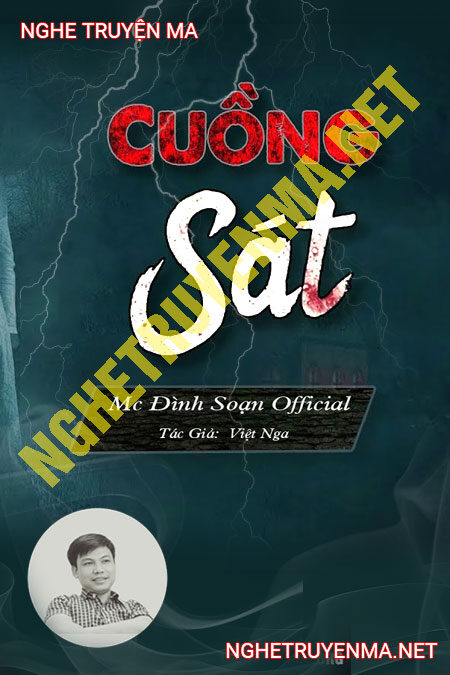 NGHE TRUYỆN MA
CUỒNG
Sát
NGHETRUYENMA.NET
Mc Đình Soạn Official
Tác Giả: Việt Nga
NGHETRUYENMA.NET